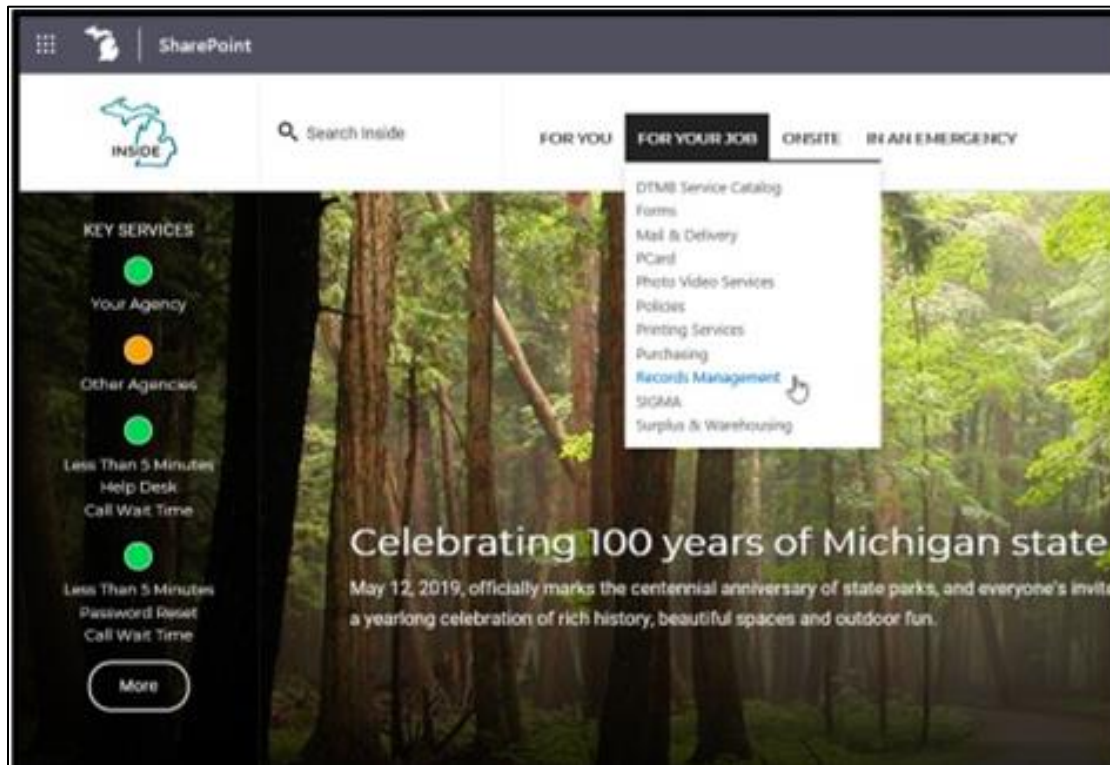 SharePoint
INSIDE
Search Inside
FOR YOU
FOR YOUR JOB
ONSITE
IN AN EMERGENCY
DTMB Service Catalog
Forms
Mail & Delivery
PCard
Photo Video Services
Policies
Printing Services
Purchasing
Records Management
SIGMA
Surplus & Warehousing
KEY SERVICES
Your Agency
Other Agencies
Less Than 5 Minutes
Help Desk
Call Wait Time
Less Than 5 Minutes
Password Reset
Call Wait Time
More
Celebrating 100 years of Michigan state
May 12, 2019, officially marks the centennial anniversary of state parks, and everyone's invite
a yearlong celebration of rich history, beautiful spaces and outdoor fun.